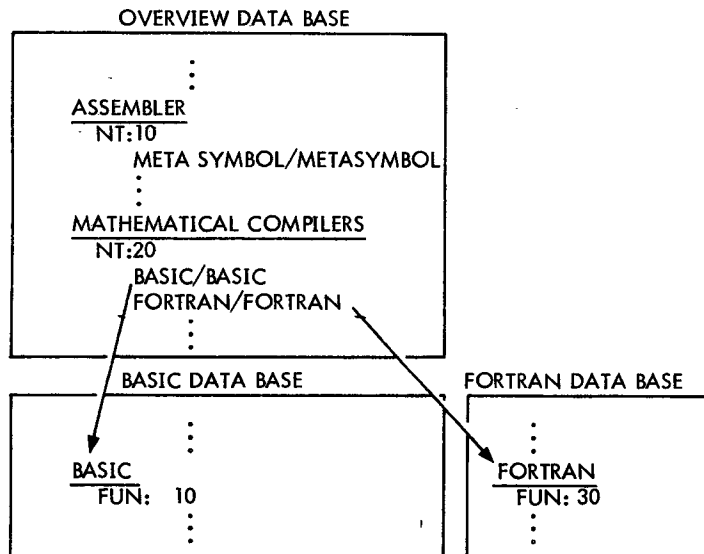 OVERVIEW DATA BASE
ASSEMBLER
NT:10
META SYMBOL/METASYMBOL
MATHEMATICAL COMPILERS
NT:20
BASIC/BASIC
FORTRAN/FORTRAN
BASIC DATA BASE
BASIC
FUN: 10
FORTRAN DATA BASE
FORTRAN
FUN: 30